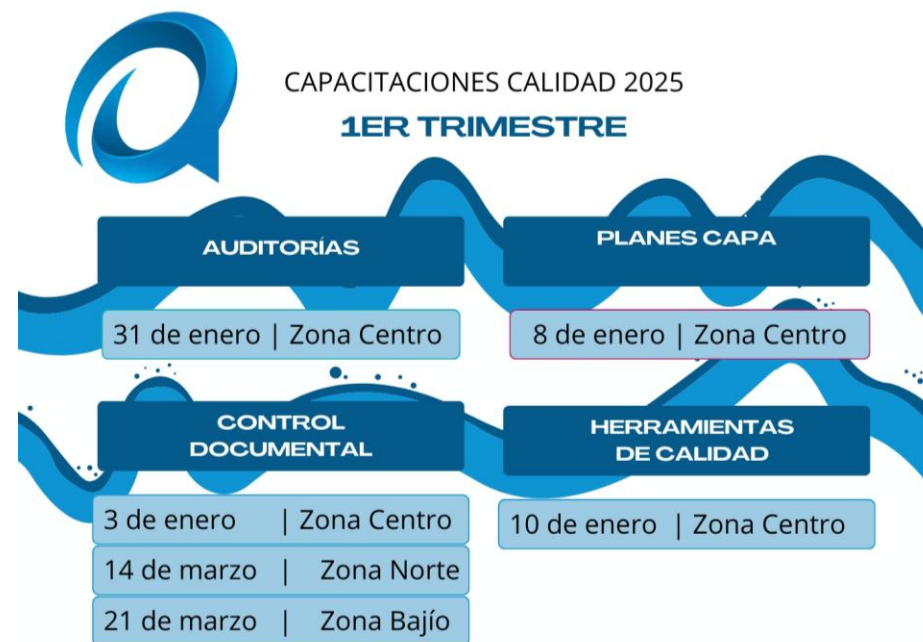 CAPACITACIONES CALIDAD 2025
1ER TRIMESTRE
AUDITORÍAS
31 de enero | Zona Centro
PLANES CAPA
8 de enero | Zona Centro
CONTROL
DOCUMENTAL
3 de enero | Zona Centro
14 de marzo | Zona Norte
21 de marzo | Zona Bajío
HERRAMIENTAS
DE CALIDAD
10 de enero | Zona Centro